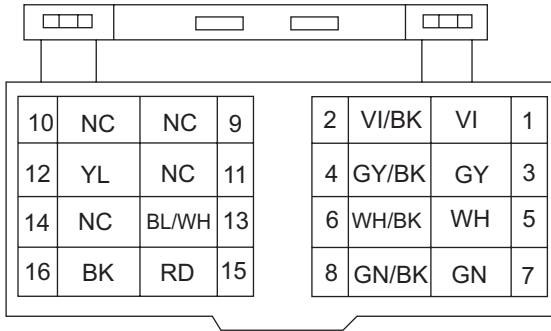 10 NC NC 9 2 VI/BK VI 1
12 YL NC 11 4 GY/BK GY 3
14 NC BL/WH 13 6 WH/BK WH 5
16 BK RD 15 8 GN/BK GN 7